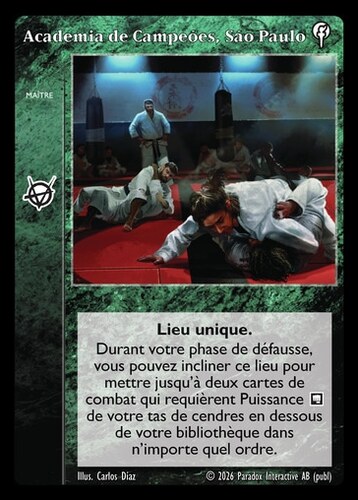 Academia de Campeões, São Paulo
MAÎTRE
Lieu unique.
Durant votre phase de défausse,
vous pouvez incliner ce lieu pour
mettre jusqu'à deux cartes de
combat qui requièrent Puissance
de votre tas de cendres en dessous
de votre bibliothèque dans
n'importe quel ordre.
Illus. Carlos Díaz
© 2026 Paradox Interactive AB (publ)